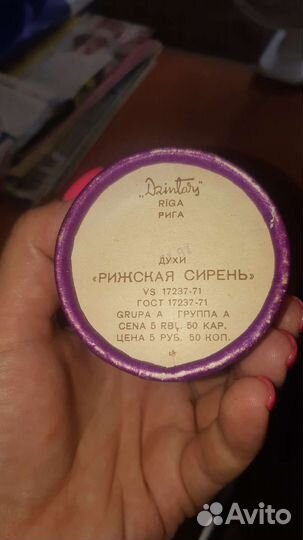 „Dzintars"
RĪGA
РИГА
ДУХИ
«РИЖСКАЯ СИРЕНЬ»
VS 17237-71
ГОСТ 17237-71
GRUPA A ГРУППА А
CENA 5 RBĻ. 50 KAP.
ЦЕНА 5 РУБ. 50 КОП.
Avito